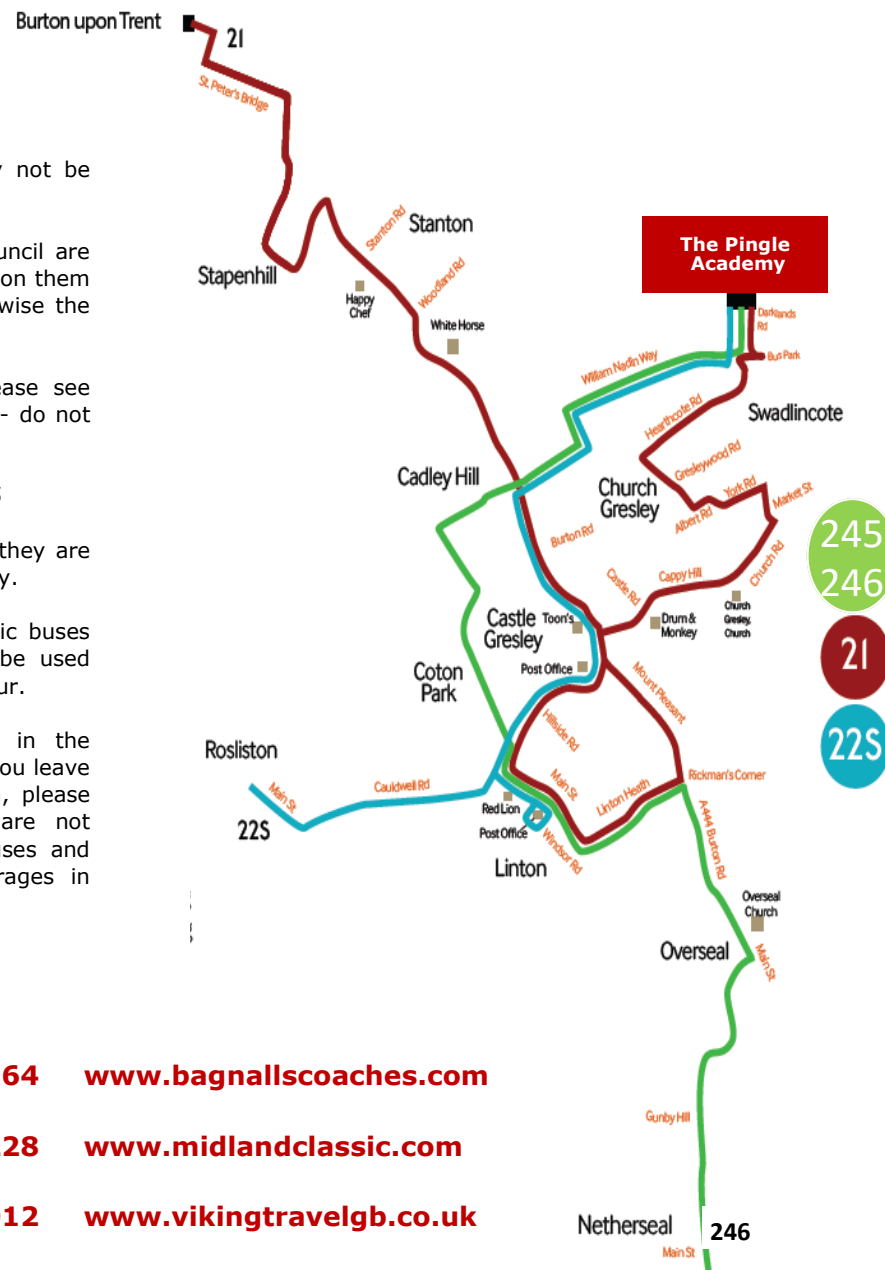 Burton upon Trent
21
St. Peter's Bridge
y not be
uncil are
on them
wise the
ease see
- do not
S
they are
y.
ic buses
be used
ur.
in the
ou leave
, please
are not
uses and
rages in
Stapenhill
Stanton Rd
Stanton
Happy
Chef
Woodland Rd
White Horse
The Pingle
Academy
Darklands
Rd
Bus Park
William Nadin Way
Hearthcote Rd
Swadlincote
Cadley Hill
Gresleywood Rd
Church
Gresley
York Rd
Albert Rd
Market St
Burton Rd
Church Rd
Cappy Hill
Castle Rd
Castle
Gresley
Toon's
Drum &
Monkey
Church
Gresley,
Church
245
246
21
22S
Post Office
Coton
Park
Mount Pleasant
Hillside Rd
Rosliston
Main St
Cauldwell Rd
22S
Main St
Linton Heath
Rickman's Corner
Red Lion
Post Office
Windsor Rd
Linton
A444 Burton Rd
Overseal
Church
Overseal
Main St
64 www.bagnallscoaches.com
28 www.midlandclassic.com
12 www.vikingtravelgb.co.uk
Gunby Hill
Netherseal
246
Main St